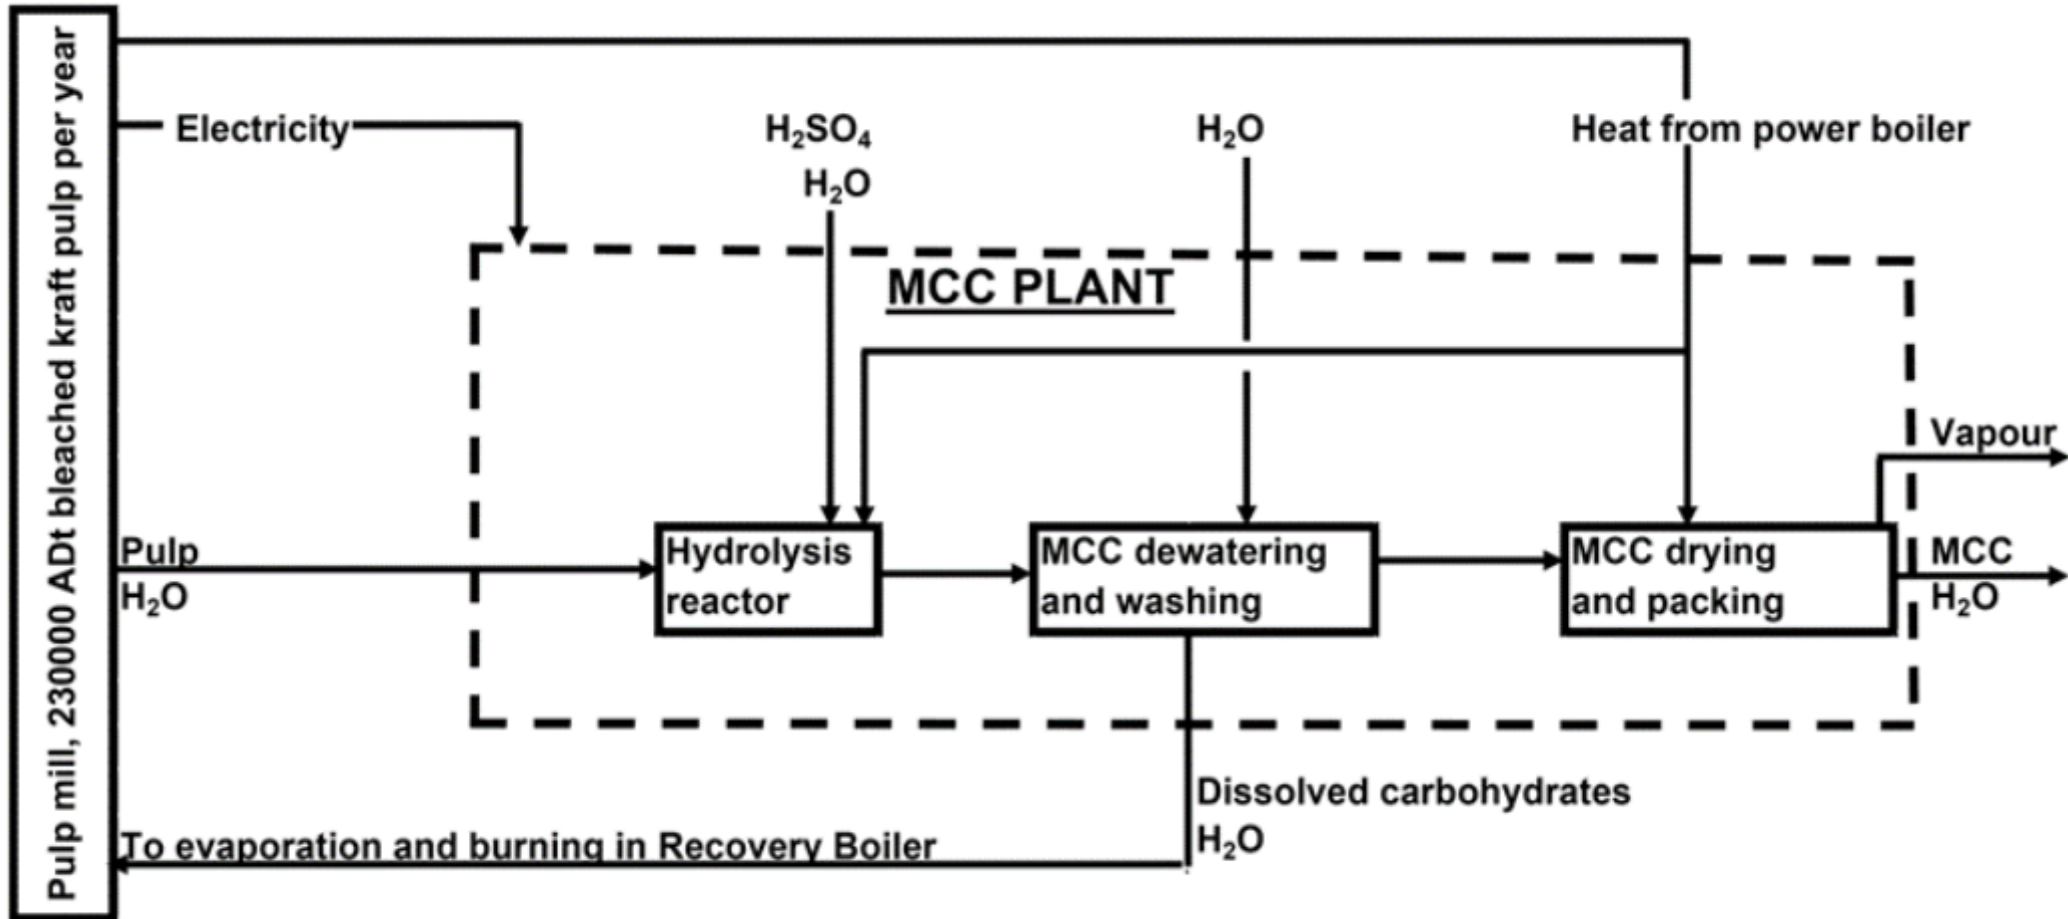 Pulp mill, 230000 ADt bleached kraft pulp per year
Electricity
H₂SO₄
H₂O
H₂O
Heat from power boiler
MCC PLANT
Pulp
H₂O
Hydrolysis
reactor
MCC dewatering
and washing
MCC drying
and packing
Vapour
MCC
H₂O
Dissolved carbohydrates
H₂O
To evaporation and burning in Recovery Boiler